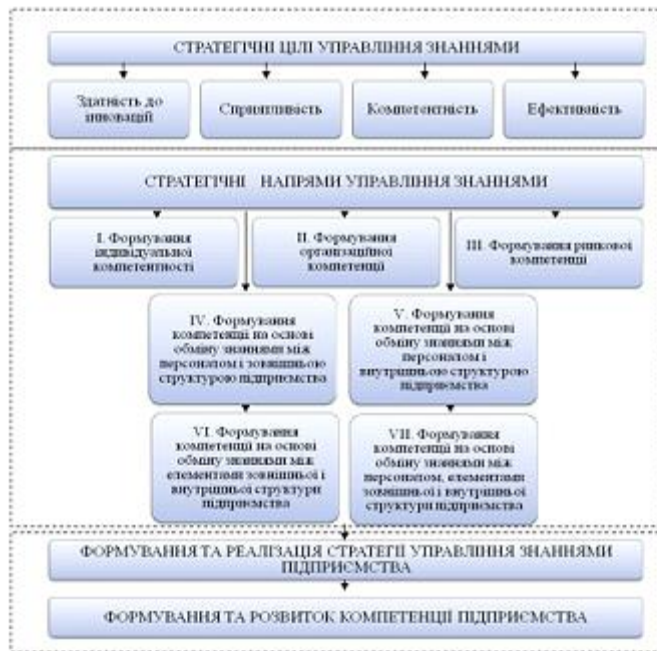 СТРАТЕГІЧНІ ЦІЛІ УПРАВЛІННЯ ЗНАННЯМИ
Здатність до
інновацій
Сприятливість
Компетентність
Ефективність
СТРАТЕГІЧНІ НАПРЯМИ УПРАВЛІННЯ ЗНАННЯМИ
І. Формування
індивідуальної
компетентності
ІІ. Формування
організаційної
компетенції
ІІІ. Формування ринкової
компетенції
IV. Формування
компетенції на основі
обміну знаннями між
персоналом і зовнішньою
структурою підприємства
V. Формування
компетенції на основі
обміну знаннями між
персоналом і
внутрішньою структурою
підприємства
VI. Формування
компетенції на основі
обміну знаннями між
елементами зовнішньої і
внутрішньої структури
підприємства
VII. Формування
компетенції на основі
обміну знаннями між
персоналом, елементами
зовнішньої і внутрішньої
структури підприємства
ФОРМУВАННЯ ТА РЕАЛІЗАЦІЯ СТРАТЕГІЇ УПРАВЛІННЯ ЗНАННЯМИ
ПІДПРИЄМСТВА
ФОРМУВАННЯ ТА РОЗВИТОК КОМПЕТЕНЦІЇ ПІДПРИЄМСТВА